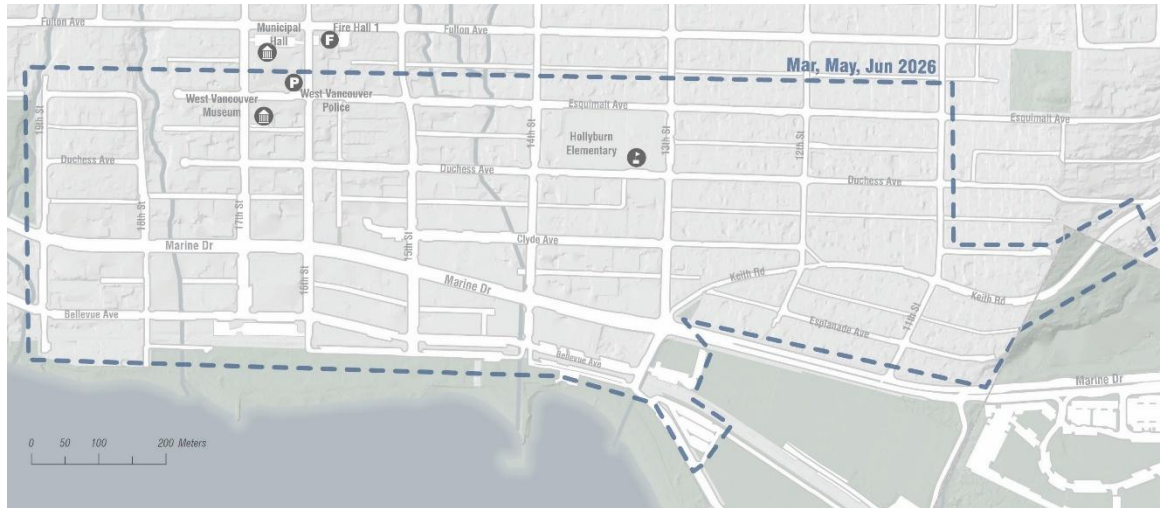 Fulton Ave
Municipal
Hall
Fire Hall 1
F
Fulton Ave
Mar, May, Jun 2026
P
West Vancouver
Police
West Vancouver
Museum
19th St
Esquimalt Ave
Esquimalt Ave
14th St
Hollyburn
Elementary
13th St
12th St
Duchess Ave
Duchess Ave
Duchess Ave
18th St
17th St
16th St
15th St
Clyde Ave
Marine Dr
Marine Dr
Keith Rd
Keith Rd
Bellevue Ave
Esplanade Ave
11th St
Bellevue Ave
Marine Dr
0 50 100 200 Meters